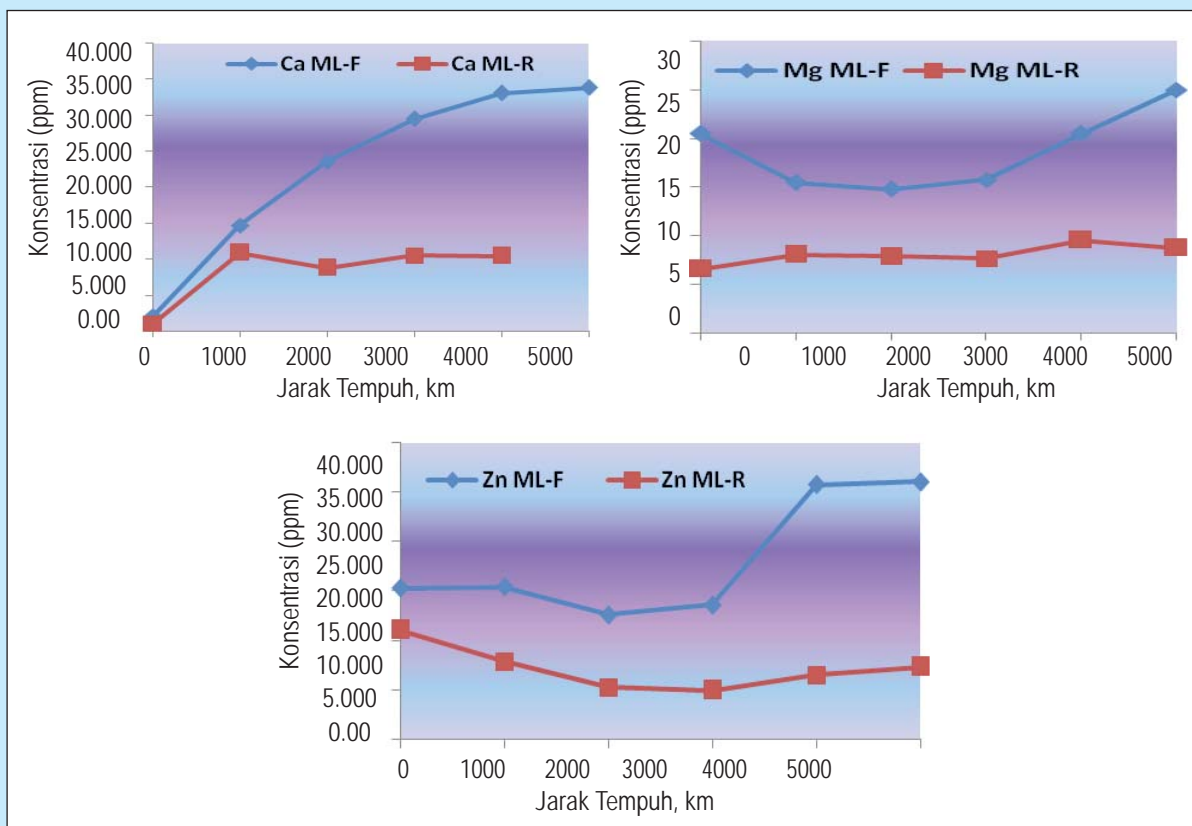 Ca ML-F Ca ML-R
Konsentrasi (ppm)
40.000
35.000
30.000
25.000
20.000
15.000
10.000
5.000
0.00
0 1000 2000 3000 4000 5000
Jarak Tempuh, km
Mg ML-F Mg ML-R
Konsentrasi (ppm)
30
25
20
15
10
5
0
0 1000 2000 3000 4000 5000
Jarak Tempuh, km
Zn ML-F Zn ML-R
Konsentrasi (ppm)
40.000
35.000
30.000
25.000
20.000
15.000
10.000
5.000
0.00
0 1000 2000 3000 4000 5000
Jarak Tempuh, km